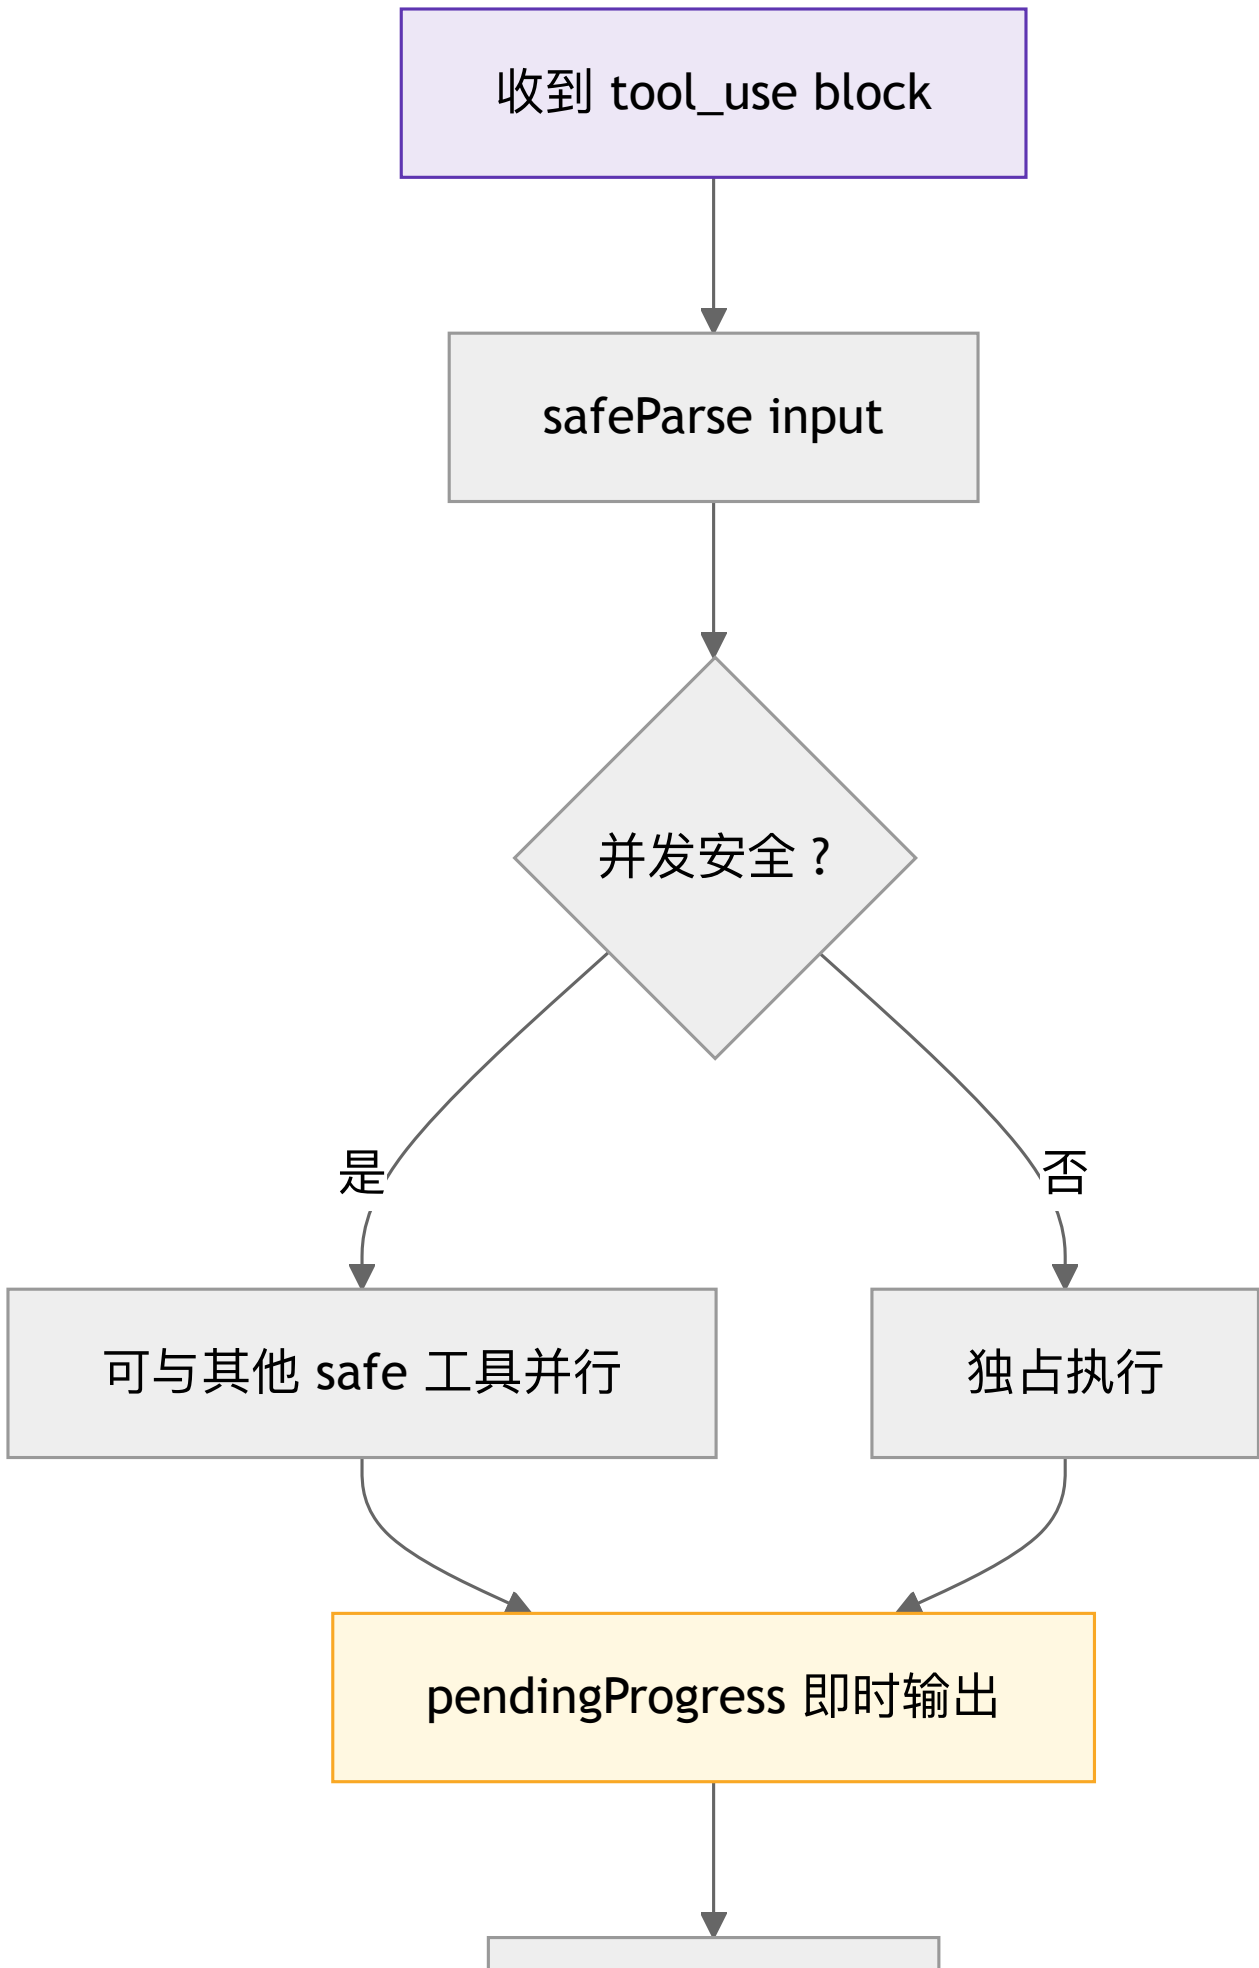 收到 tool_use block
safeParse input
并发安全？
是
否
可与其他 safe 工具并行
独占执行
pendingProgress 即时输出